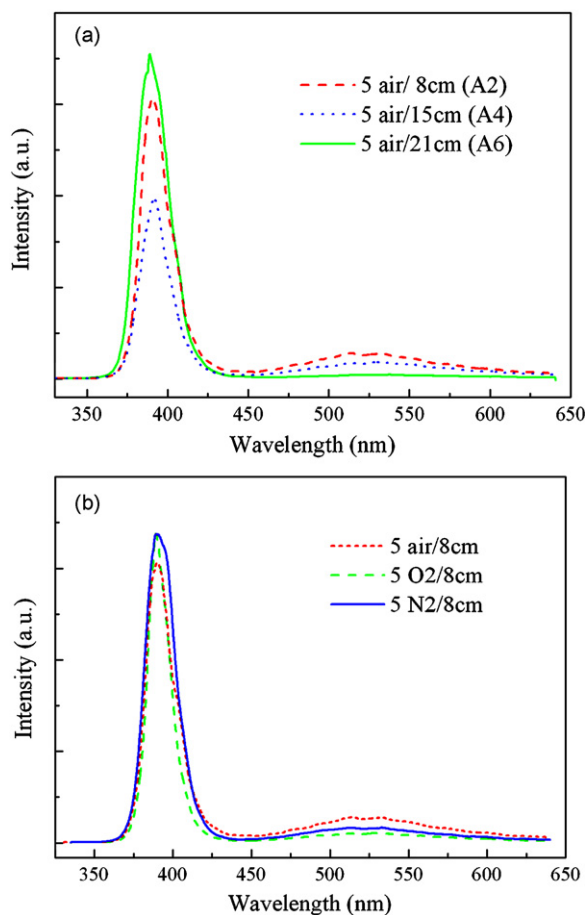 (a)
5 air/ 8cm (A2)
5 air/15cm (A4)
5 air/21cm (A6)
Intensity (a.u.)
350 400 450 500 550 600 650
Wavelength (nm)
(b)
5 air/8cm
5 O2/8cm
5 N2/8cm
Intensity (a.u.)
350 400 450 500 550 600 650
Wavelength (nm)